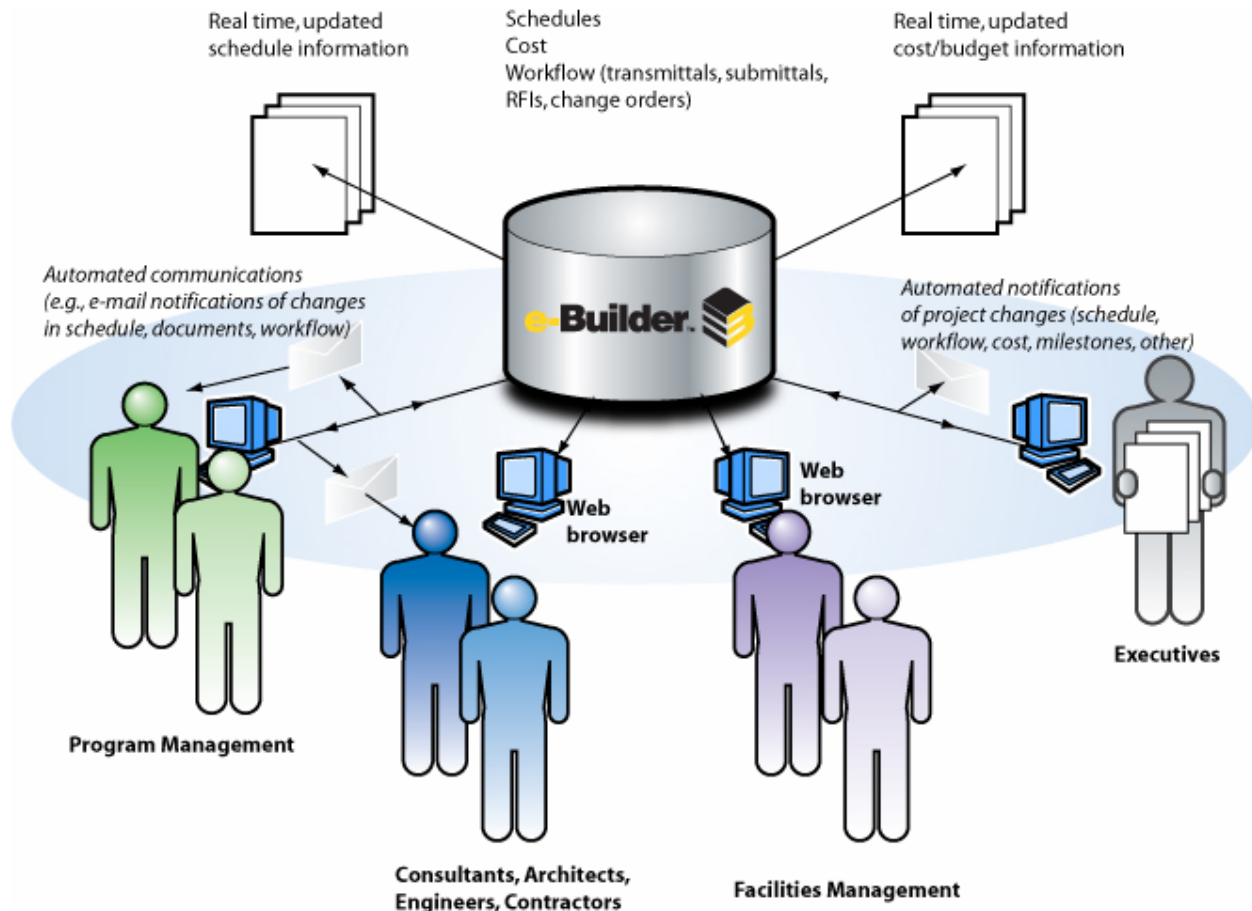 Real time, updated
schedule information
Schedules
Cost
Workflow (transmittals, submittals,
RFIs, change orders)
Real time, updated
cost/budget information
Automated communications
(e.g., e-mail notifications of changes
in schedule, documents, workflow)
e-Builder™
Automated notifications
of project changes (schedule,
workflow, cost, milestones, other)
Web
browser
Web
browser
Executives
Program Management
Consultants, Architects,
Engineers, Contractors
Facilities Management